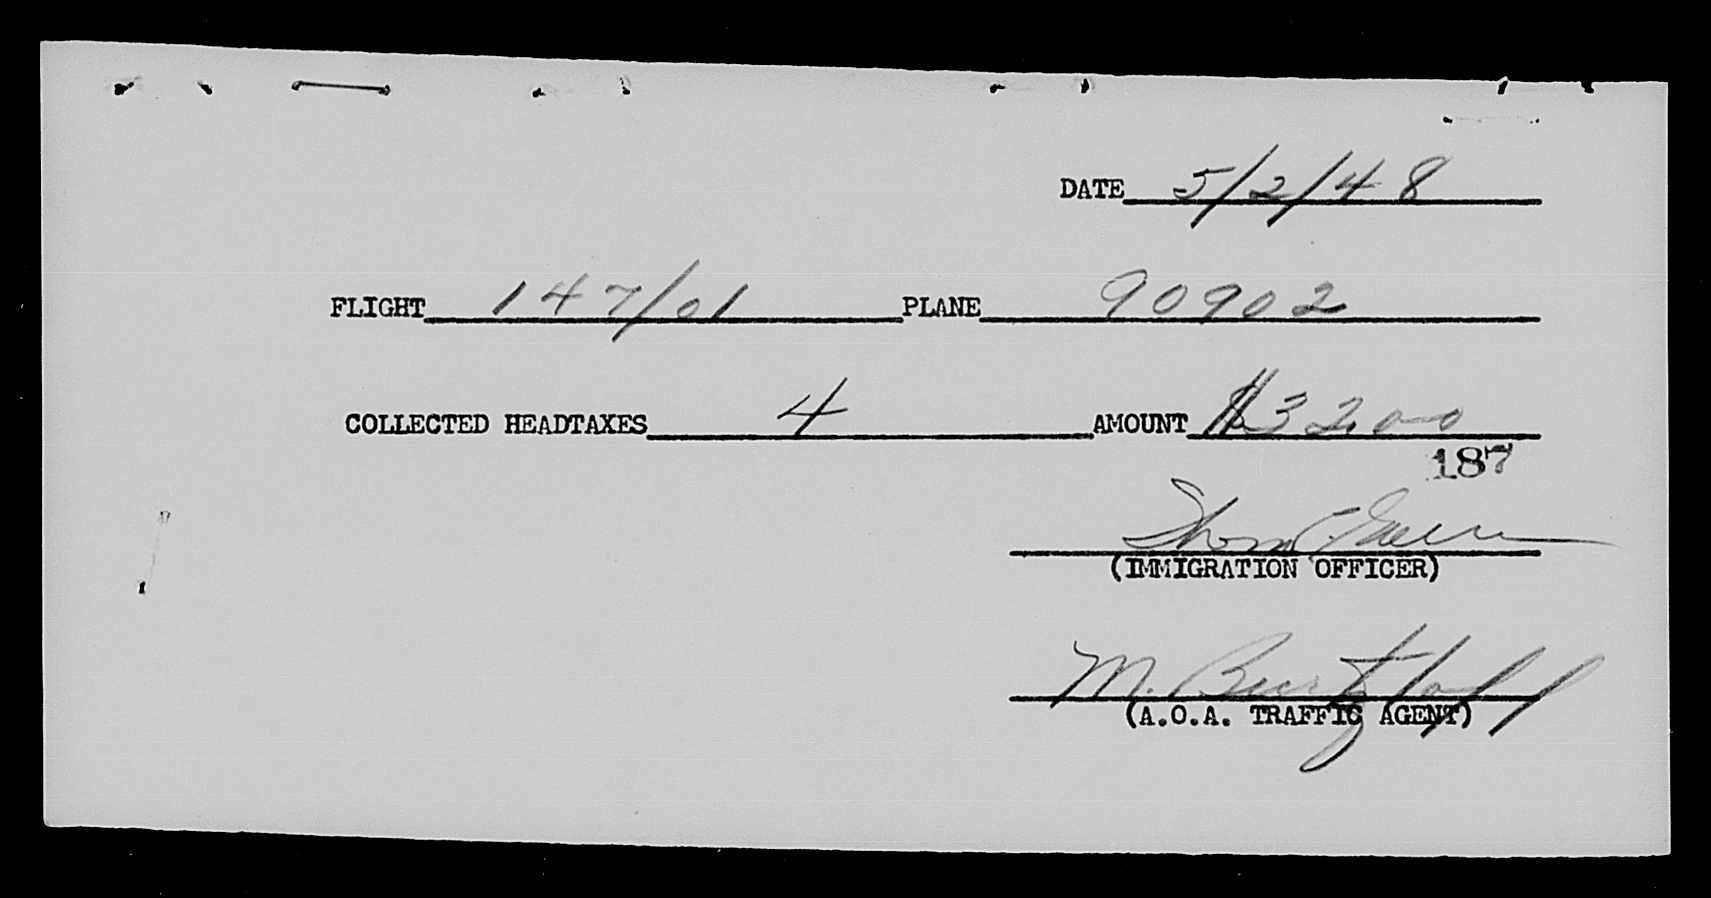 DATE 5/2/48
FLIGHT 147/01 PLANE 90902
COLLECTED HEADTAXES 4 AMOUNT $32.00
187
(IMMIGRATION OFFICER)
M.
(A.O.A. TRAFFIC AGENT)